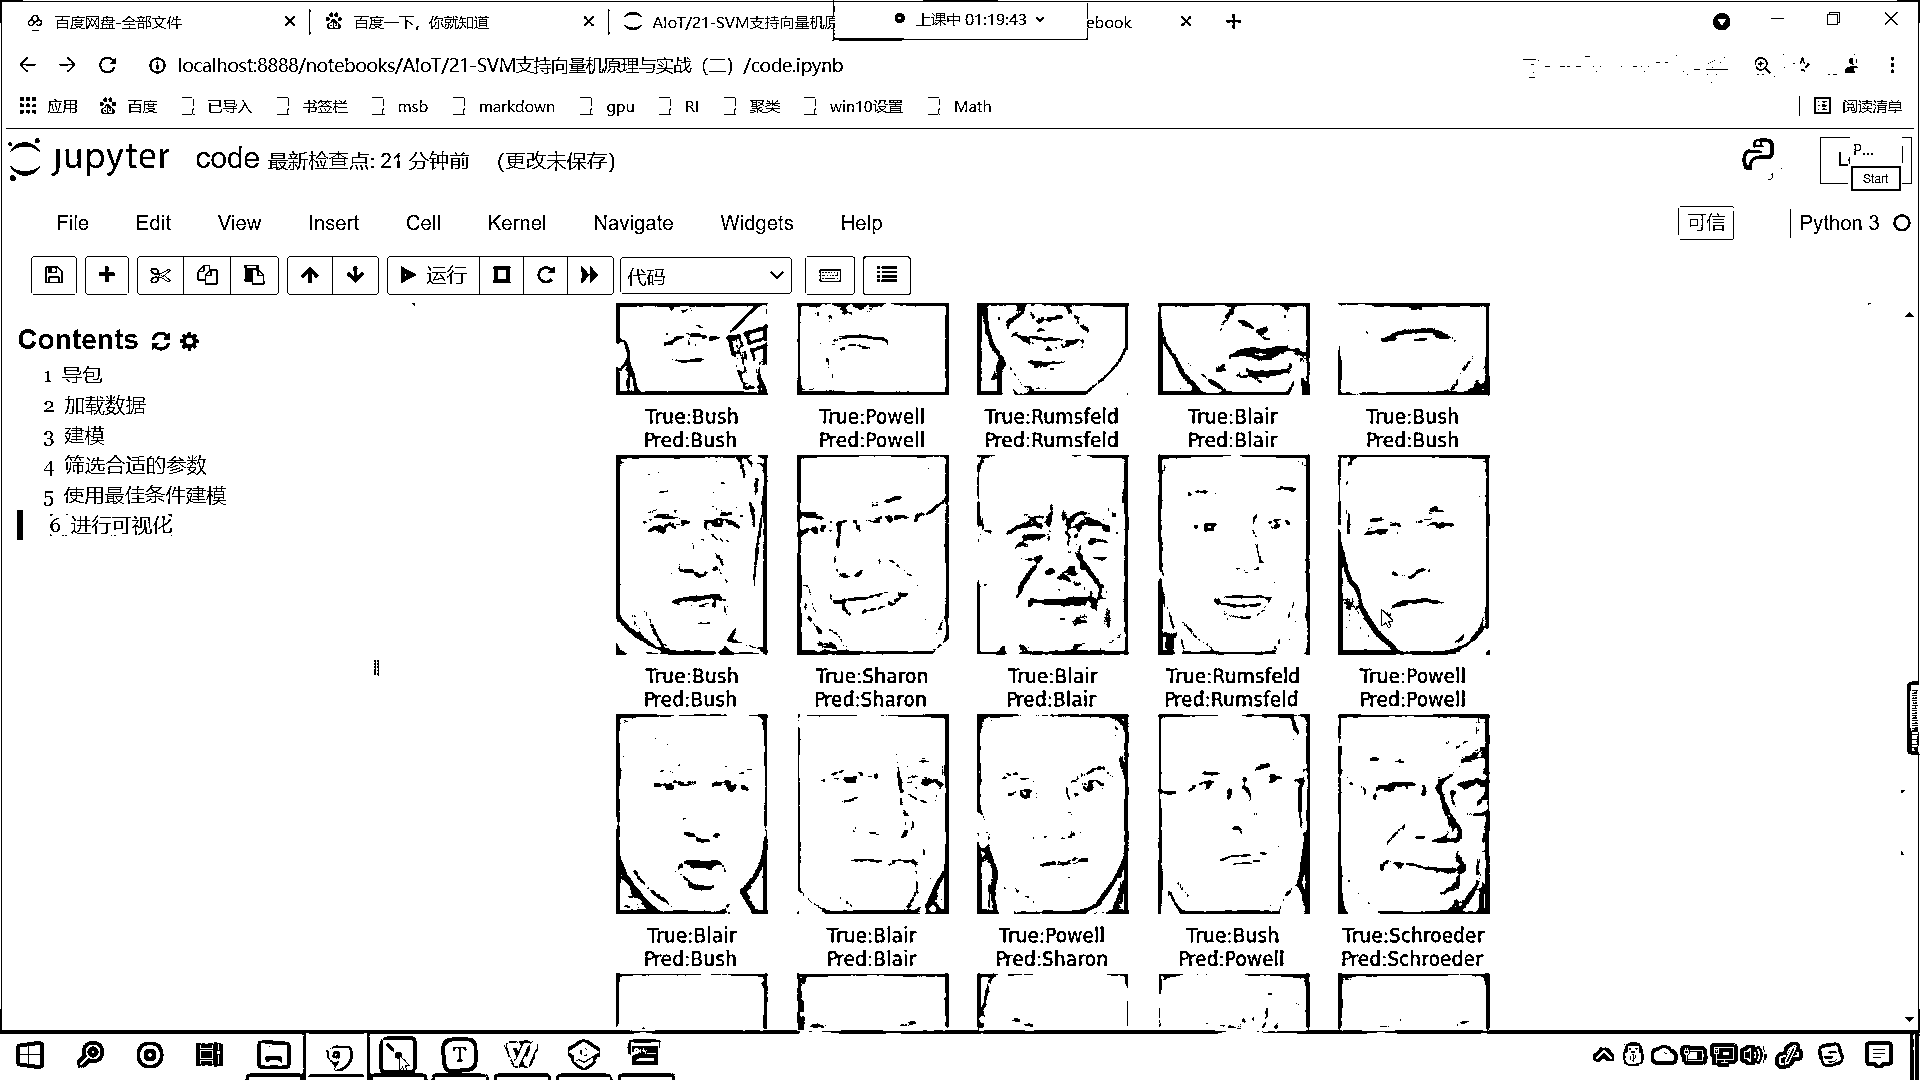 百度网盘-全部文件
百度一下，你就知道
AIoT/21-SVM支持向量机原
上课中 01:19:43
ebook
localhost:8888/notebooks/AIoT/21-SVM支持向量机原理与实战（二）/code.ipynb
应用
百度
已导入
书签栏
msb
markdown
gpu
RI
聚类
win10设置
Math
阅读清单
jupyter
code 最新检查点: 21 分钟前 (更改未保存)
P...
Start
File Edit View Insert Cell Kernel Navigate Widgets Help
可信
Python 3
运行
代码
Contents
1 导包
2 加载数据
3 建模
4 筛选合适的参数
5 使用最佳条件建模
6 进行可视化
True:Bush True:Powell True:Rumsfeld True:Blair True:Bush
Pred:Bush Pred:Powell Pred:Rumsfeld Pred:Blair Pred:Bush
True:Bush True:Sharon True:Blair True:Rumsfeld True:Powell
Pred:Bush Pred:Sharon Pred:Blair Pred:Rumsfeld Pred:Powell
True:Blair True:Blair True:Powell True:Bush True:Schroeder
Pred:Bush Pred:Blair Pred:Sharon Pred:Powell Pred:Schroeder